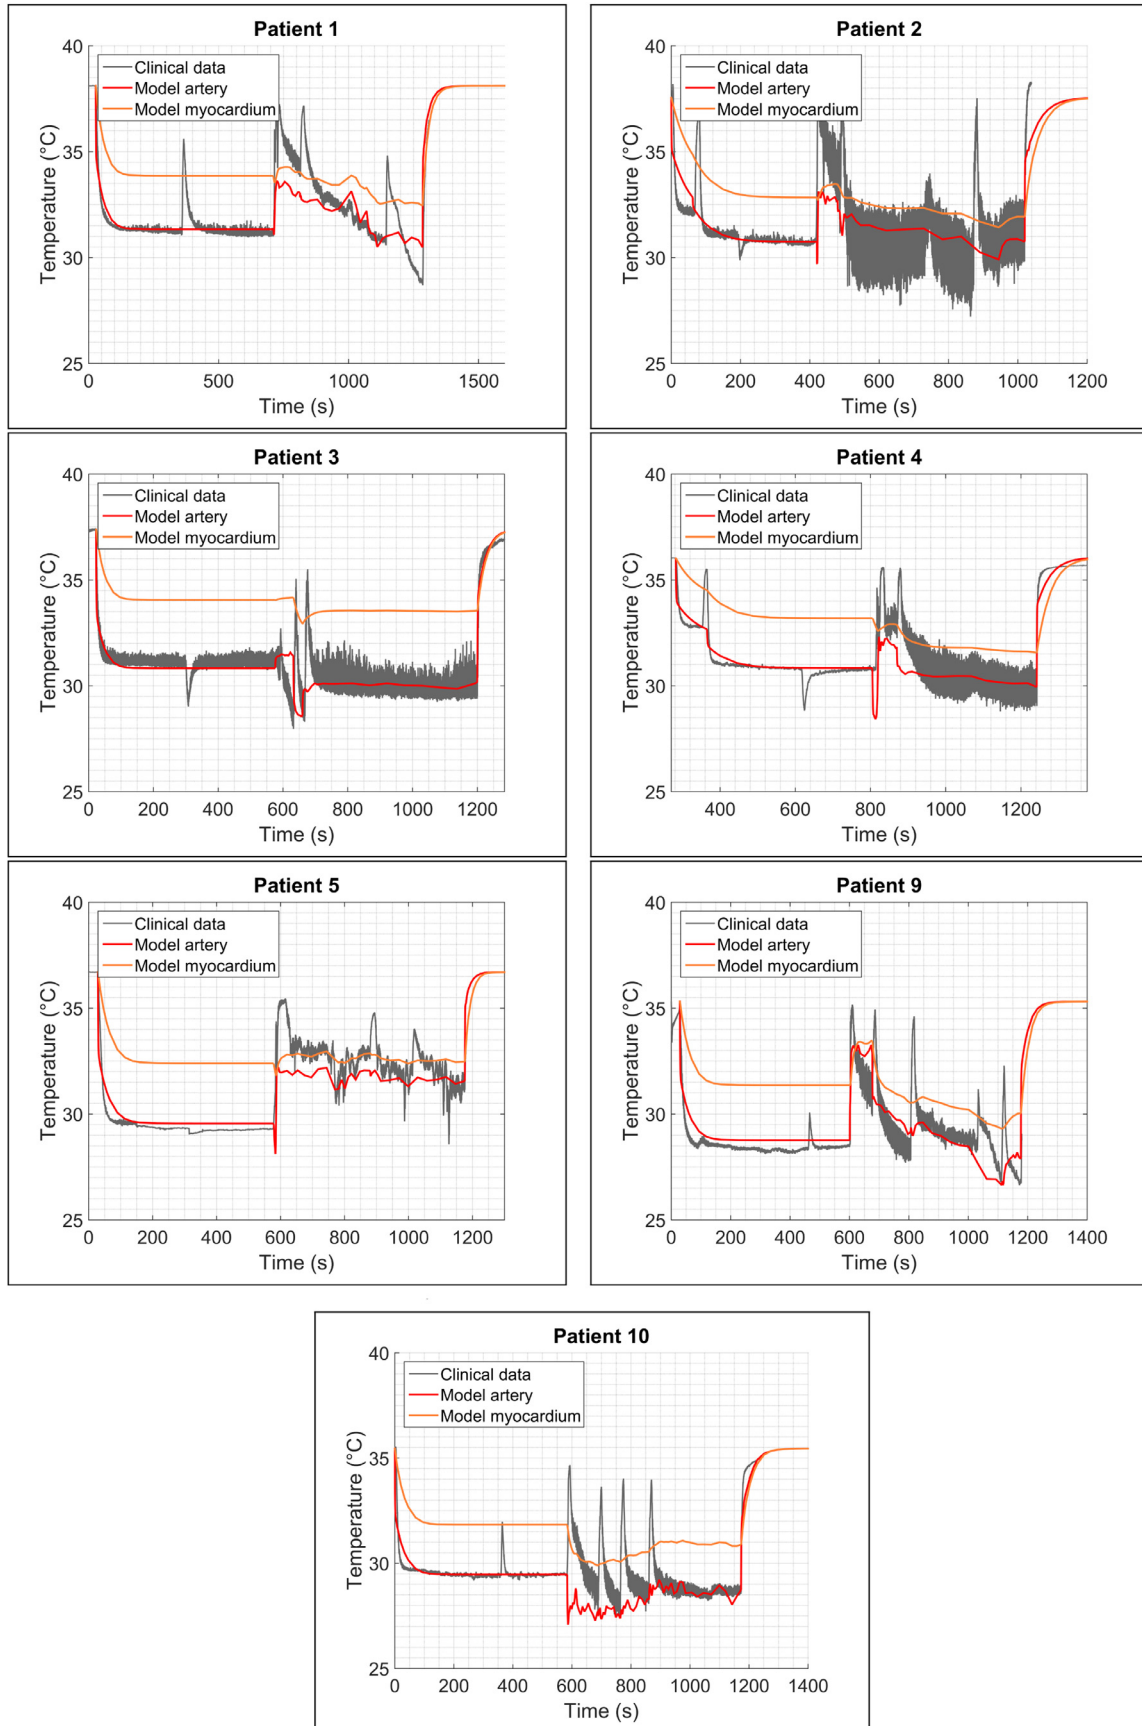 Patient 1
40
35
30
25
Temperature (°C)
Clinical data
Model artery
Model myocardium
0 500 1000 1500
Time (s)
Patient 2
40
35
30
25
Temperature (°C)
Clinical data
Model artery
Model myocardium
0 200 400 600 800 1000 1200
Time (s)
Patient 3
40
35
30
25
Temperature (°C)
Clinical data
Model artery
Model myocardium
0 200 400 600 800 1000 1200
Time (s)
Patient 4
40
35
30
25
Temperature (°C)
Clinical data
Model artery
Model myocardium
400 600 800 1000 1200
Time (s)
Patient 5
40
35
30
25
Temperature (°C)
Clinical data
Model artery
Model myocardium
0 200 400 600 800 1000 1200
Time (s)
Patient 9
40
35
30
25
Temperature (°C)
Clinical data
Model artery
Model myocardium
0 200 400 600 800 1000 1200 1400
Time (s)
Patient 10
40
35
30
25
Temperature (°C)
Clinical data
Model artery
Model myocardium
0 200 400 600 800 1000 1200 1400
Time (s)